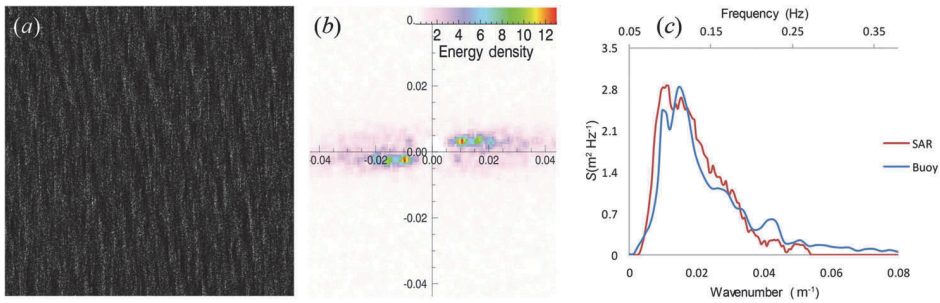 (a)
(b)
0.
2 4 6 8 10 12
Energy density
0.02
-0.04 -0.02 0.00 0.02 0.04
0.00
-0.02
-0.04
(c)
Frequency (Hz)
0.05 0.15 0.25 0.35
3.5
2.8
2.1
1.4
0.7
0
S(m² Hz⁻¹)
0 0.02 0.04 0.06 0.08
Wavenumber ( m⁻¹)
SAR
Buoy